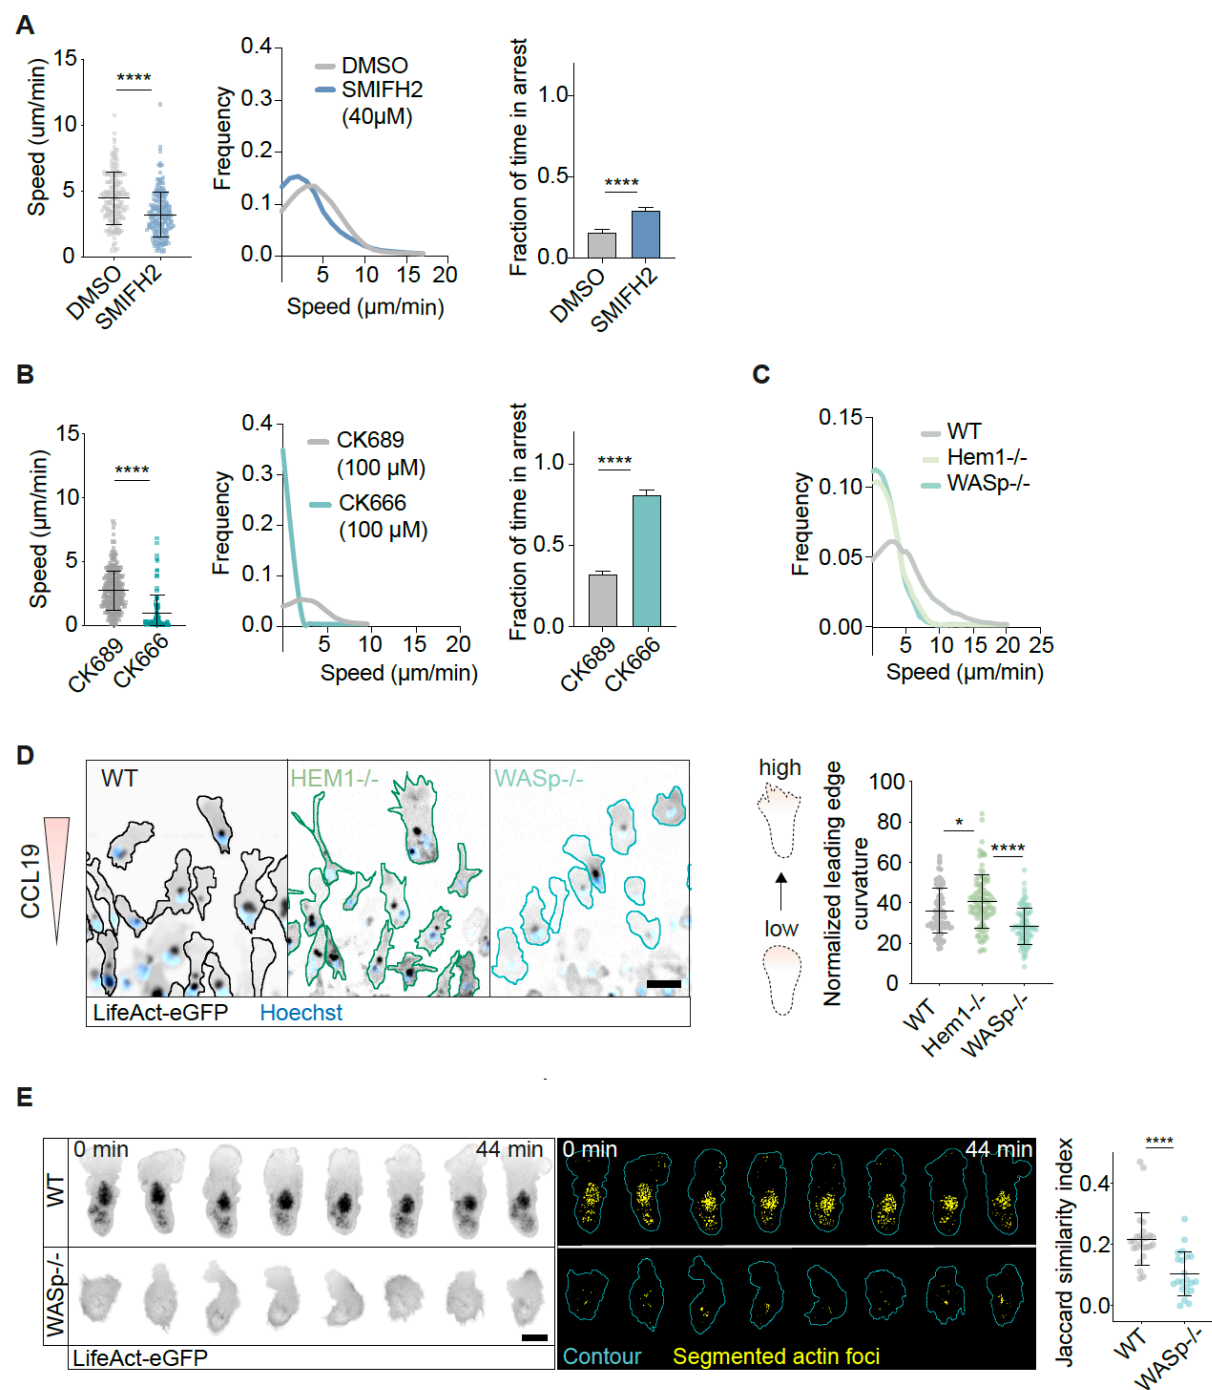 A
Speed (um/min)
15
10
5
0
****
DMSO
SMIFH2
Frequency
0.4
0.3
0.2
0.1
0.0
5 10 15 20
Speed (µm/min)
DMSO
SMIFH2
(40µM)
Fraction of time in arrest
1.0
0.5
0.0
****
DMSO
SMIFH2
B
Speed (µm/min)
15
10
5
0
****
CK689
CK666
Frequency
0.4
0.3
0.2
0.1
0.0
5 10 15 20
Speed (µm/min)
CK689
(100 µM)
CK666
(100 µM)
Fraction of time in arrest
1.0
0.5
0.0
****
CK689
CK666
C
Frequency
0.15
0.10
0.05
0.00
5 10 15 20 25
Speed (µm/min)
WT
Hem1-/-
WASp-/-
D
CCL19
WT
HEM1-/-
WASp-/-
LifeAct-eGFP Hoechst
high
low
Normalized leading edge
curvature
100
80
60
40
20
0
*
****
WT
Hem1-/-
WASp-/-
E
WT
WASp-/-
0 min 44 min
LifeAct-eGFP
0 min 44 min
Contour Segmented actin foci
Jaccard similarity index
0.4
0.2
0.0
****
WT
WASp-/-